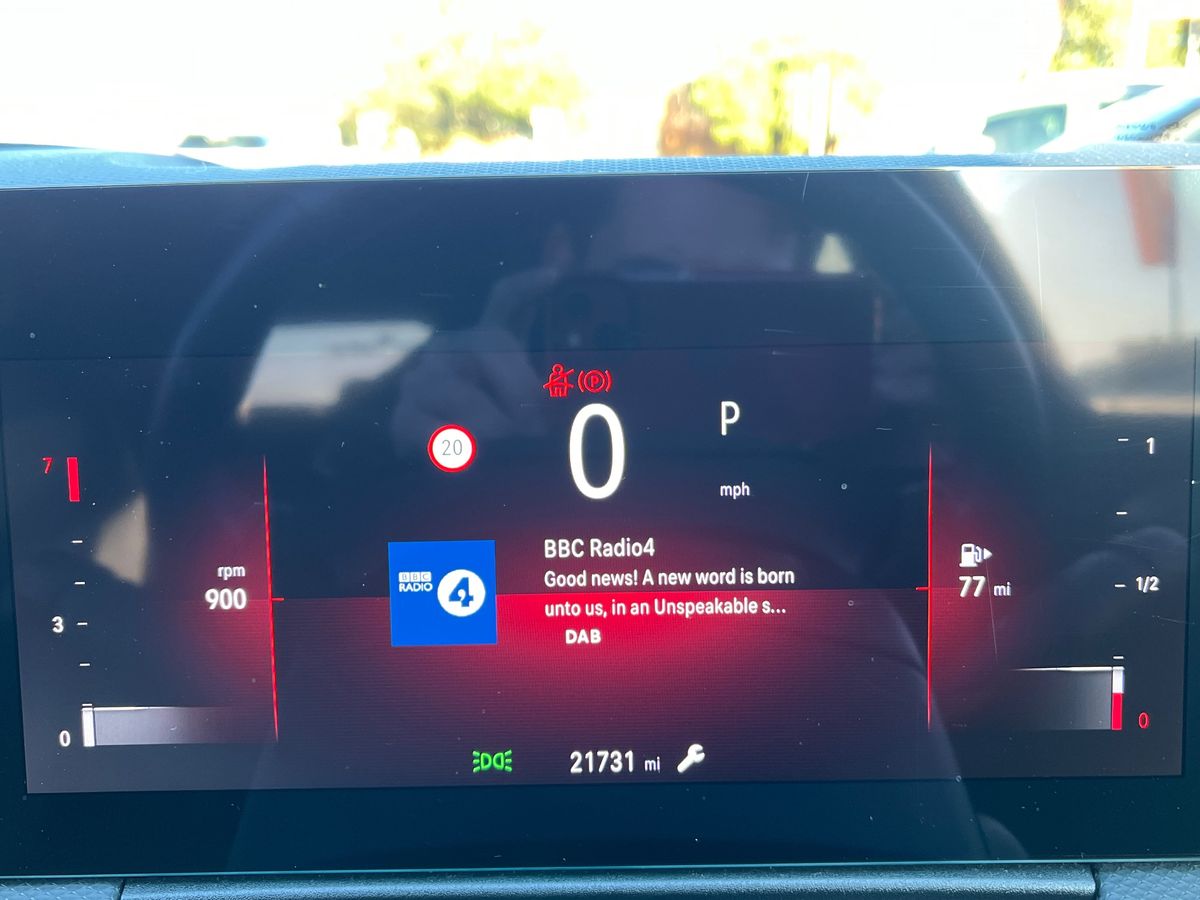 P
0
P
20
mph
7
1
BBC Radio4
BBC
RADIO 4
Good news! A new word is born
unto us, in an Unspeakable s...
DAB
rpm
900
77 mi
1/2
3
0
0
21731 mi